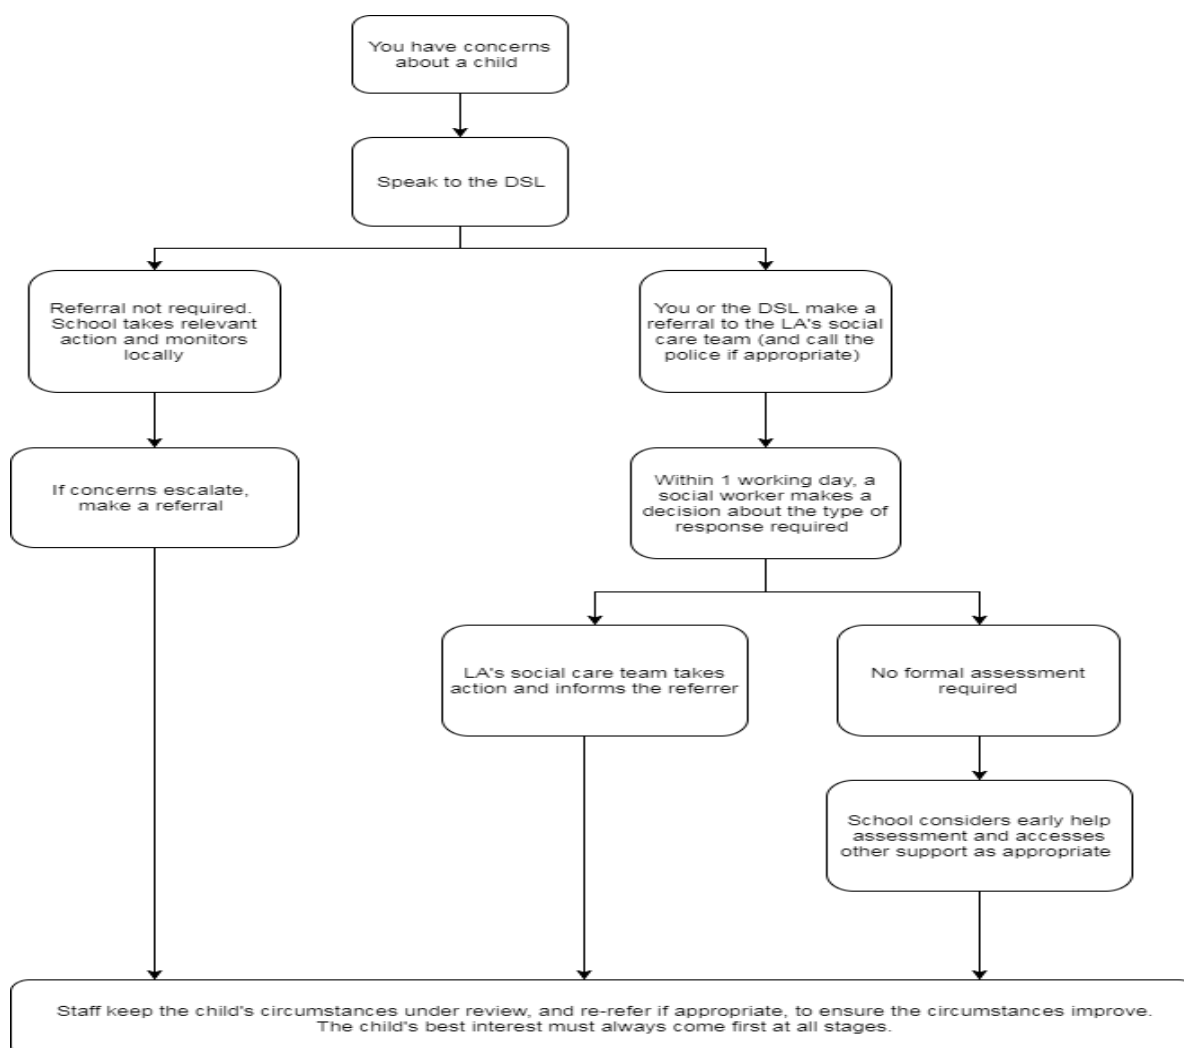 You have concerns
about a child
Speak to the DSL
Referral not required.
School takes relevant
action and monitors
locally
You or the DSL make a
referral to the LA's social
care team (and call the
police if appropriate)
If concerns escalate,
make a referral
Within 1 working day, a
social worker makes a
decision about the type of
response required
LA's social care team takes
action and informs the referrer
No formal assessment
required
School considers early help
assessment and accesses
other support as appropriate
Staff keep the child's circumstances under review, and re-refer if appropriate, to ensure the circumstances improve.
The child's best interest must always come first at all stages.